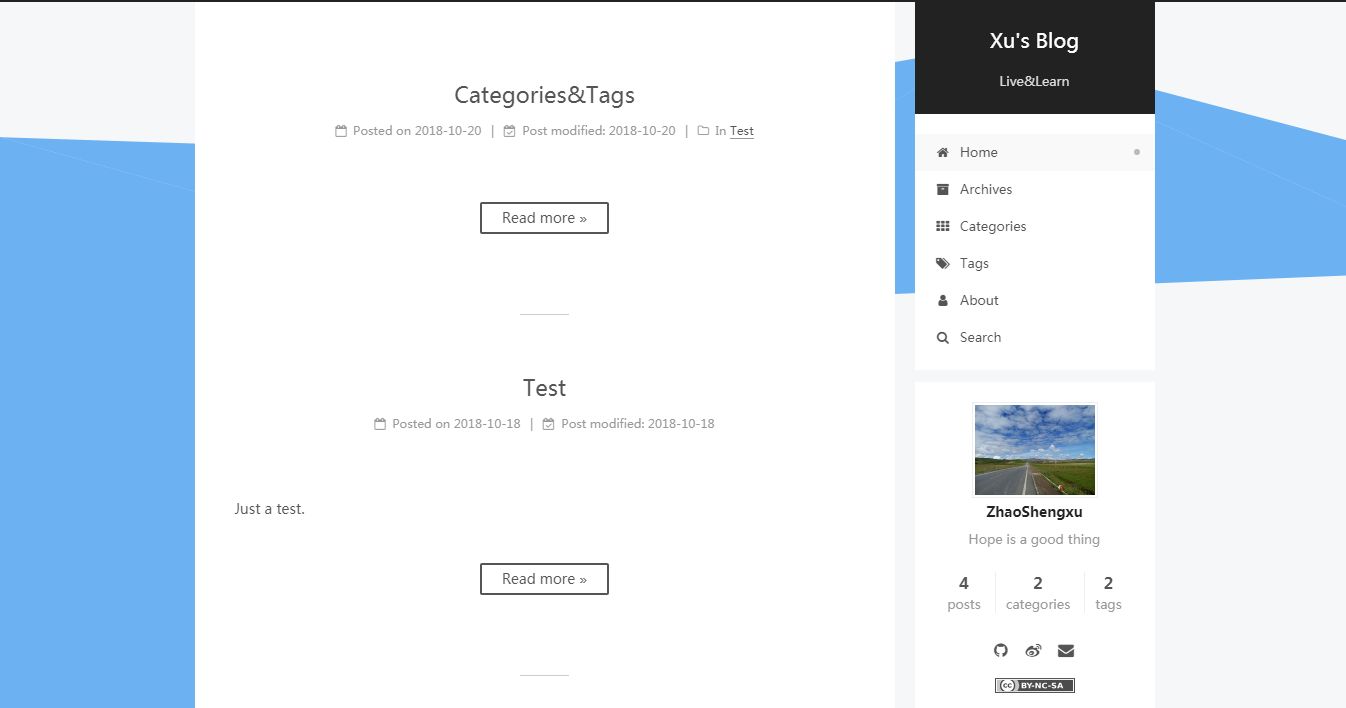 Categories&Tags
Posted on 2018-10-20 | Post modified: 2018-10-20 | In Test
Read more »
Test
Posted on 2018-10-18 | Post modified: 2018-10-18
Just a test.
Read more »
Xu's Blog
Live&Learn
Home
Archives
Categories
Tags
About
Search
ZhaoShengxu
Hope is a good thing
4 2 2
posts categories tags
cc BY-NC-SA